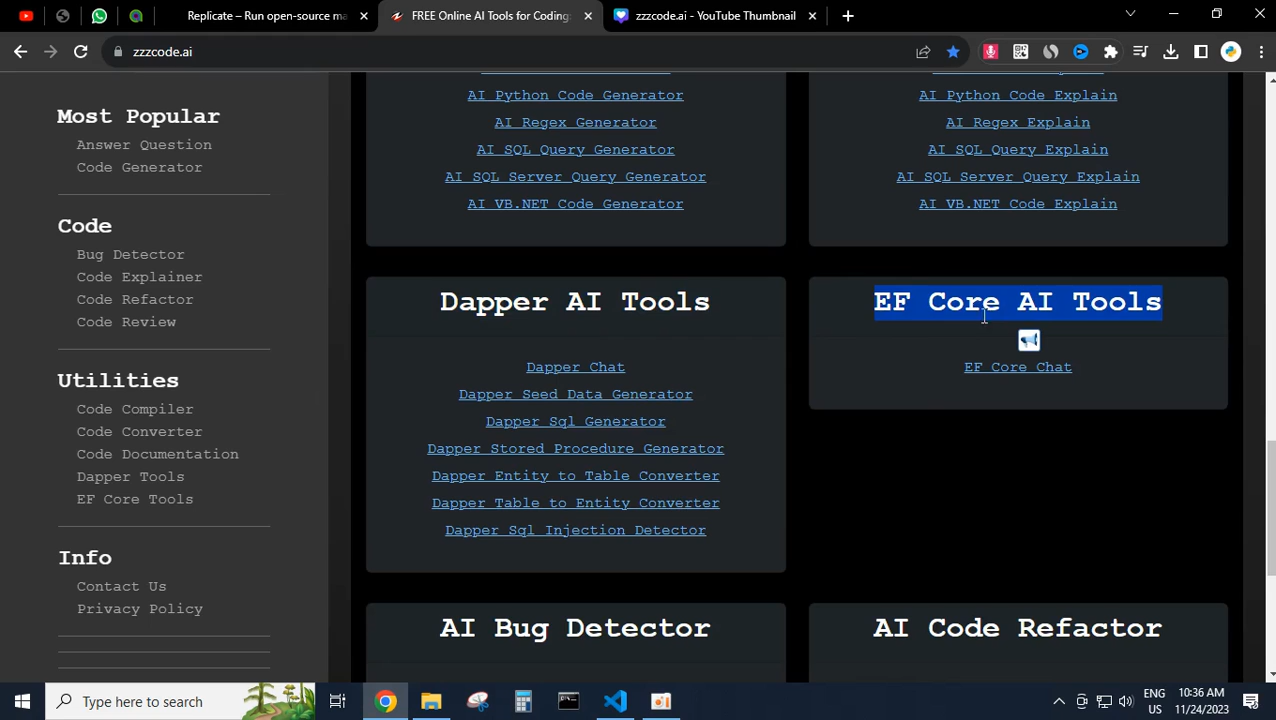 Replicate – Run open-source ma
FREE Online AI Tools for Coding
zzzcode.ai - YouTube Thumbnail
zzzcode.ai
Most Popular
Answer Question
Code Generator
Code
Bug Detector
Code Explainer
Code Refactor
Code Review
Utilities
Code Compiler
Code Converter
Code Documentation
Dapper Tools
EF Core Tools
Info
Contact Us
Privacy Policy
AI Python Code Generator
AI Regex Generator
AI SQL Query Generator
AI SQL Server Query Generator
AI VB.NET Code Generator
AI Python Code Explain
AI Regex Explain
AI SQL Query Explain
AI SQL Server Query Explain
AI VB.NET Code Explain
Dapper AI Tools
Dapper Chat
Dapper Seed Data Generator
Dapper Sql Generator
Dapper Stored Procedure Generator
Dapper Entity to Table Converter
Dapper Table to Entity Converter
Dapper Sql Injection Detector
EF Core AI Tools
EF Core Chat
AI Bug Detector
AI Code Refactor
Type here to search
ENG
US
10:36 AM
11/24/2023